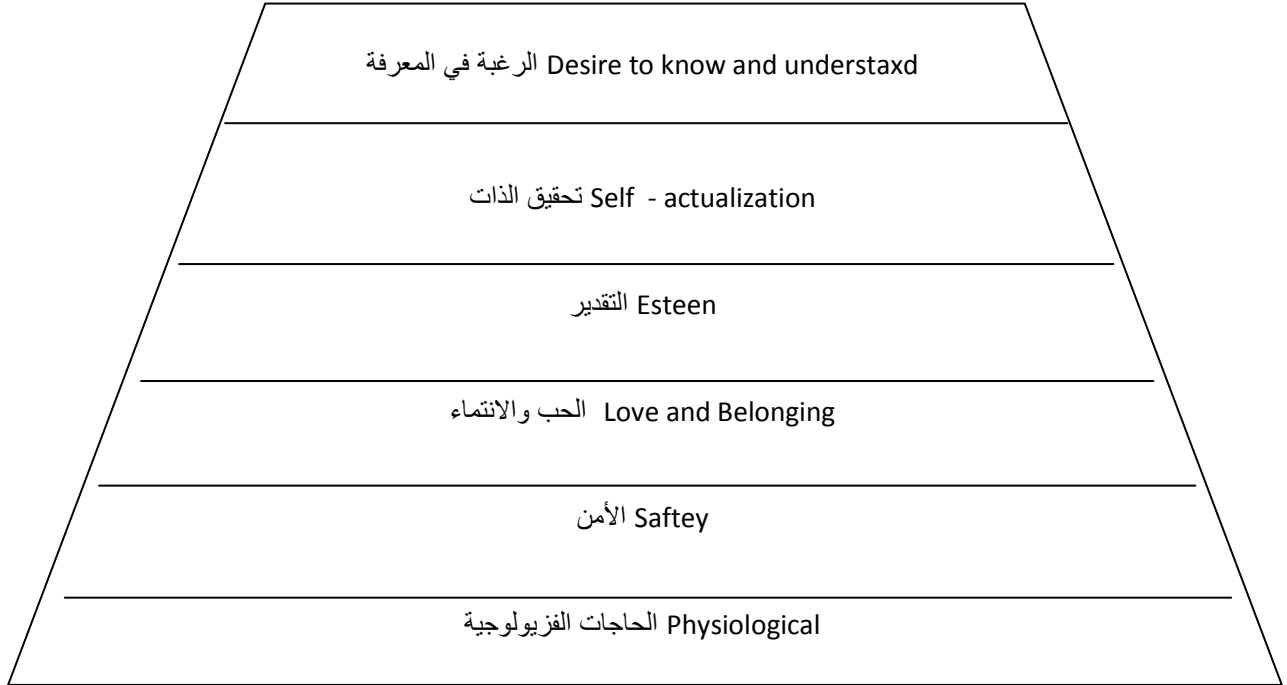 الرغبة في المعرفة Desire to know and understaxd
تحقيق الذات Self - actualization
التقدير Esteen
الحب والانتماء Love and Belonging
الأمن Saftey
الحاجات الفزيولوجية Physiological